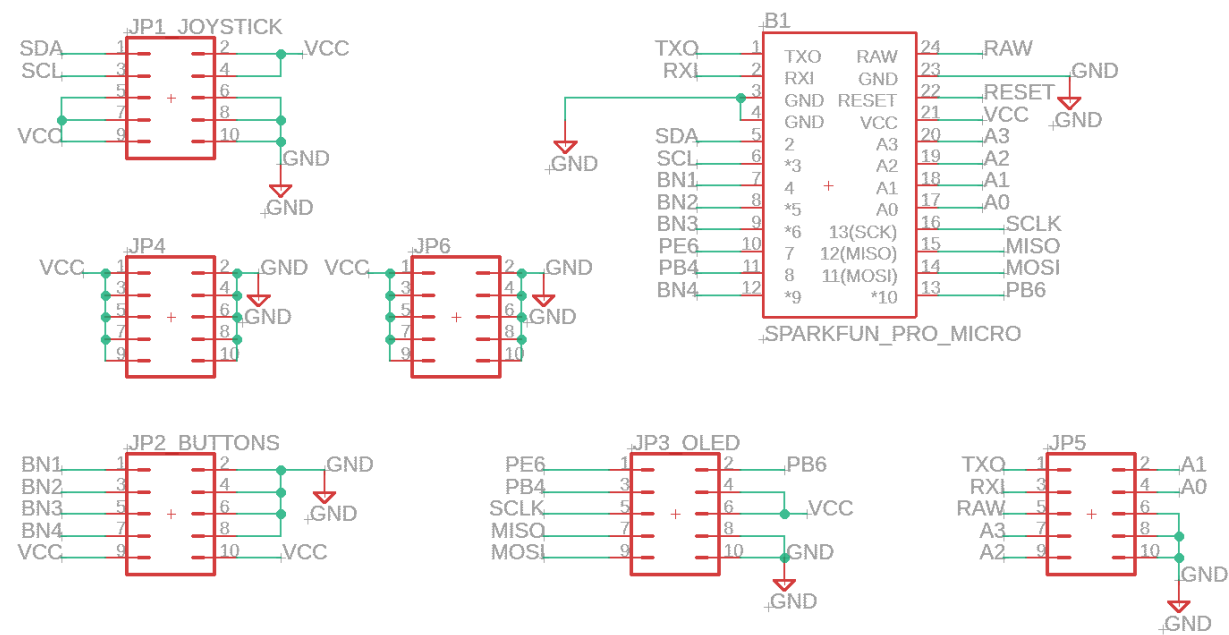 JP1 JOYSTICK
SDA 1 2 VCC
SCL 3 4
5 6
7 8
VCC 9 10
GND
GND
B1
TXO 1 TXO RAW 24 RAW
RXI 2 RXI GND 23 GND
3 GND RESET 22 RESET
4 GND VCC 21 VCC GND
SDA 5 2 A3 20 A3
SCL 6 *3 A2 19 A2
GND
BN1 7 4 A1 18 A1
BN2 8 *5 A0 17 A0
BN3 9 *6 13(SCK) 16 SCLK
PE6 10 7 12(MISO) 15 MISO
PB4 11 8 11(MOSI) 14 MOSI
BN4 12 *9 *10 13 PB6
SPARKFUN_PRO_MICRO
JP4
VCC 1 2 GND
3 4
5 6 GND
7 8
9 10
JP6
VCC 1 2 GND
3 4
5 6 GND
7 8
9 10
JP2 BUTTONS
BN1 1 2 GND
BN2 3 4
BN3 5 6 GND
BN4 7 8
VCC 9 10 VCC
JP3 OLED
PE6 1 2 PB6
PB4 3 4
SCLK 5 6 VCC
MISO 7 8
MOSI 9 10 GND
GND
JP5
TXO 1 2 A1
RXI 3 4 A0
RAW 5 6
A3 7 8
A2 9 10
GND
GND